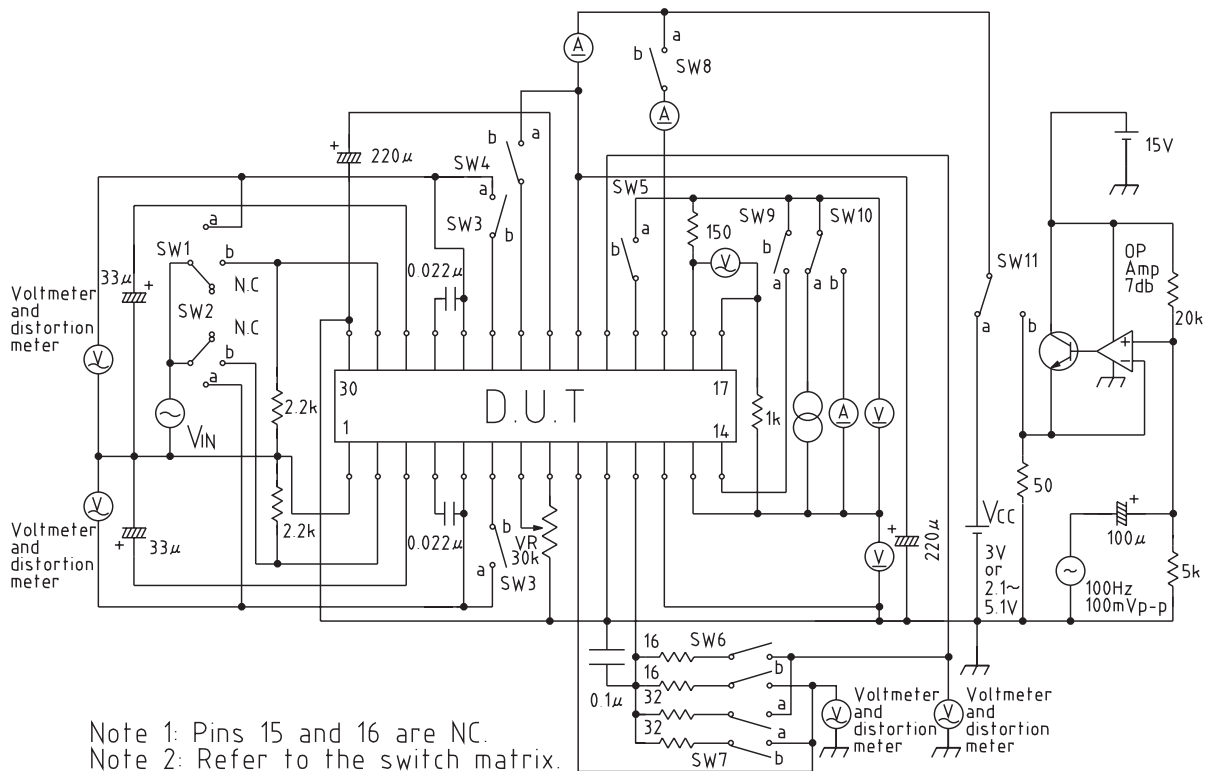 A
a
b
SW8
A
b
a
SW4
+
220μ
15V
a
SW3
b
SW5
a
b
SW9
b
a
SW10
a
b
150
V
SW11
a
b
OP
Amp
7db
20k
+
−
a
SW1
b
33μ
+
N.C
SW2
N.C
b
a
0.022μ
Voltmeter
and
distortion
meter
V
30
17
D.U.T
1
14
2.2k
VIN
1k
A
V
50
V
Voltmeter
and
distortion
meter
+
33μ
2.2k
0.022μ
b
VR
30k
a
SW3
V
+
220μ
VCC
3V
or
2.1~
5.1V
+
100μ
100Hz
100mVp-p
5k
16
SW6
b
16
32
a
32
a
SW7
b
0.1μ
V
Voltmeter
and
distortion
meter
V
Voltmeter
and
distortion
meter
Note 1: Pins 15 and 16 are NC.
Note 2: Refer to the switch matrix.